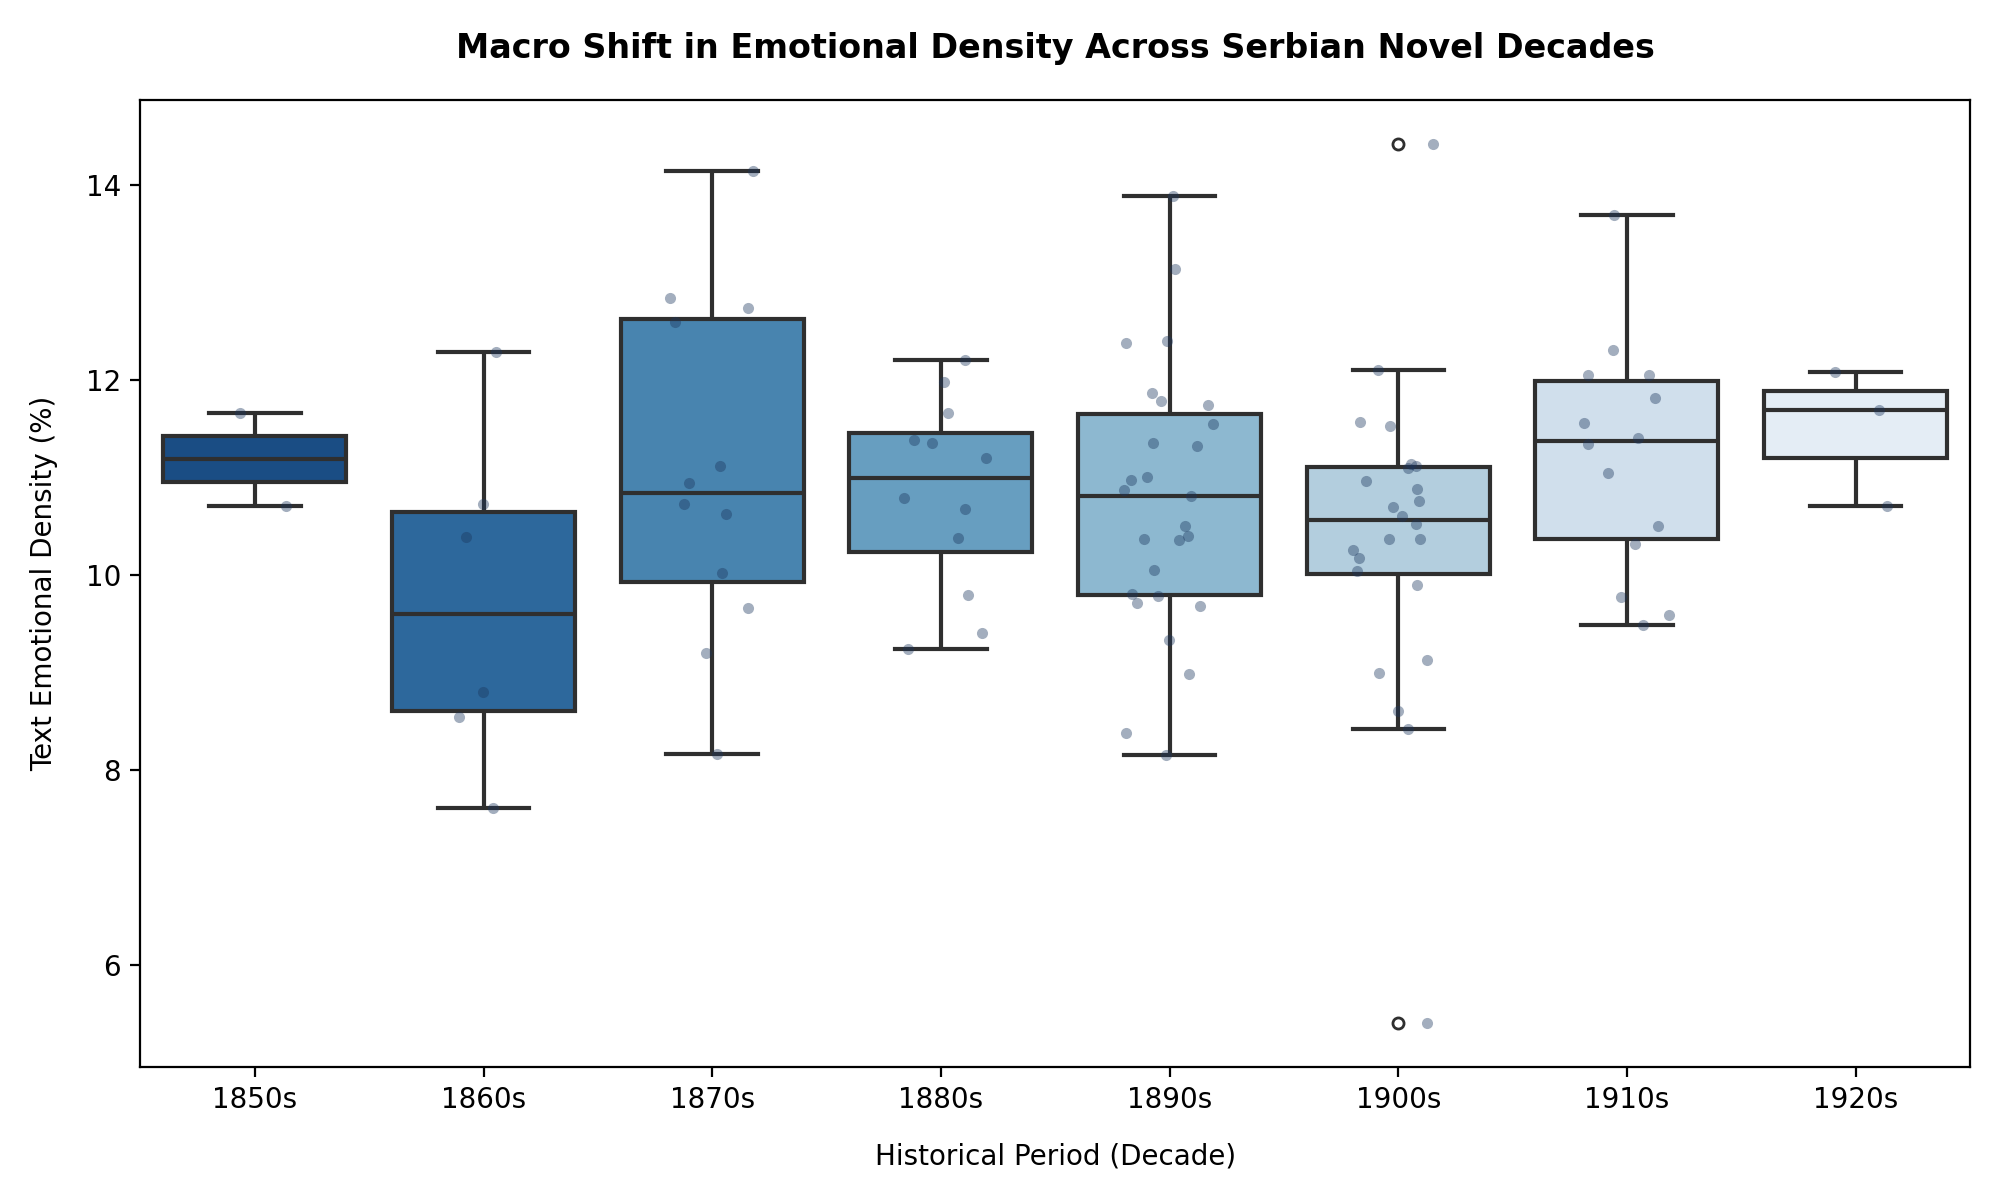 Macro Shift in Emotional Density Across Serbian Novel Decades
Text Emotional Density (%)
14
12
10
8
6
1850s 1860s 1870s 1880s 1890s 1900s 1910s 1920s
Historical Period (Decade)